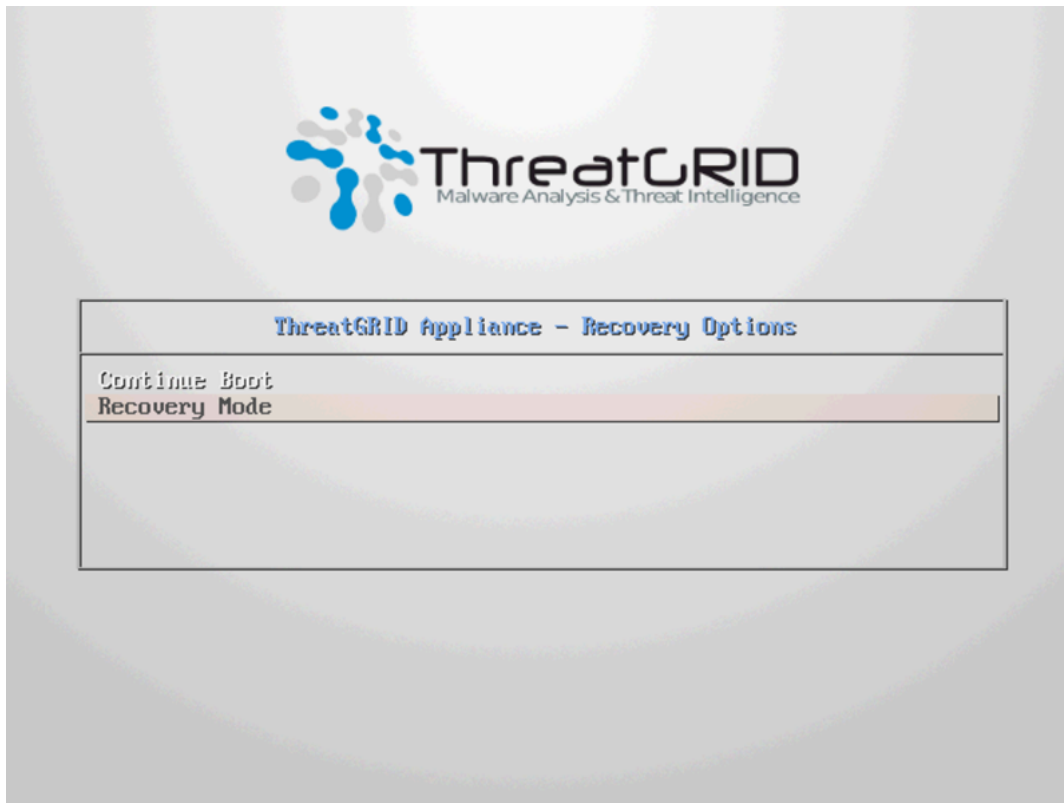 ThreatGRID
Malware Analysis & Threat Intelligence
ThreatGRID Appliance - Recovery Options
Continue Boot
Recovery Mode